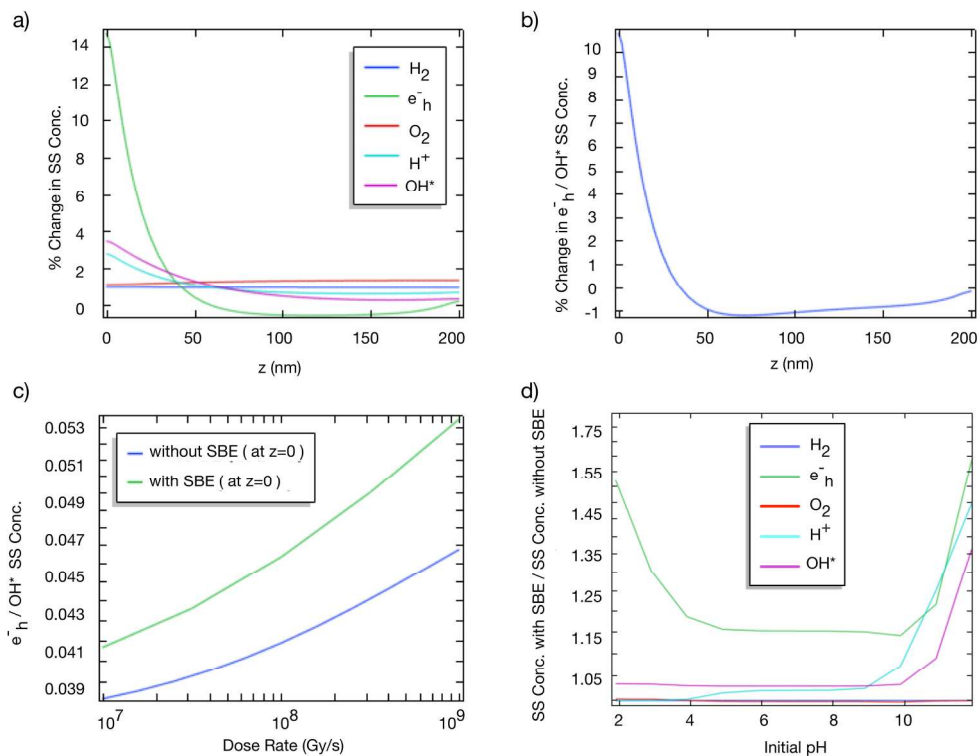 a)
% Change in SS Conc.
14
12
10
8
6
4
2
0
0
50
100
150
200
z (nm)
H2
e-h
O2
H+
OH*
b)
% Change in e-h / OH* SS Conc.
10
9
8
7
6
5
4
3
2
1
0
-1
0
50
100
150
200
z (nm)
c)
e-h / OH* SS Conc.
0.053
0.051
0.049
0.047
0.045
0.043
0.041
0.039
10^7
10^8
10^9
Dose Rate (Gy/s)
without SBE ( at z=0 )
with SBE ( at z=0 )
d)
SS Conc. with SBE / SS Conc. without SBE
1.75
1.55
1.45
1.35
1.25
1.15
1.05
2
4
6
8
10
Initial pH
H2
e-h
O2
H+
OH*